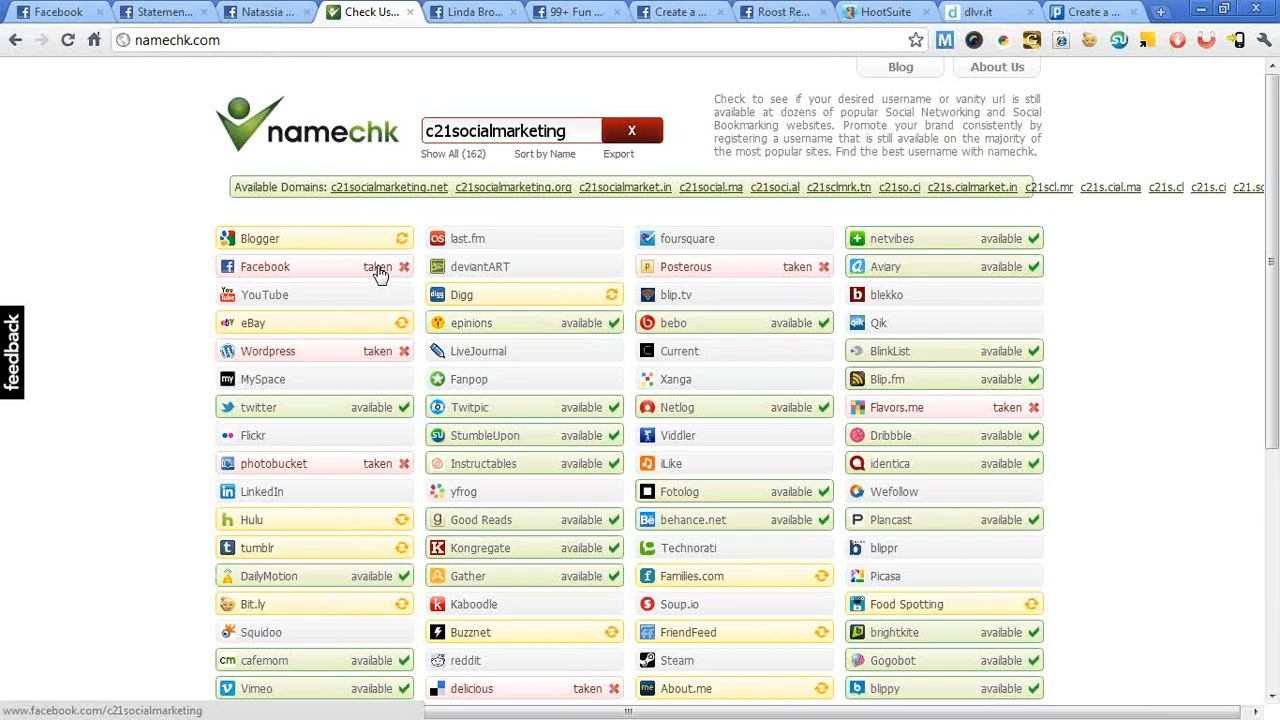 Facebook
Statemen...
Natassia ...
Check Us...
Linda Bro...
99+ Fun ...
Create a ...
Roost Re...
HootSuite
dlvr.it
Create a ...
namechk.com
Blog
About Us
namechk
c21socialmarketing
X
Show All (162)
Sort by Name
Export
Check to see if your desired username or vanity url is still
available at dozens of popular Social Networking and Social
Bookmarking websites. Promote your brand consistently by
registering a username that is still available on the majority of
the most popular sites. Find the best username with namechk.
Available Domains: c21socialmarketing.net c21socialmarketing.org c21socialmarket.in c21social.ma c21soci.al c21sclmrk.tn c21so.ci c21s.cialmarket.in c21scl.mr c21s.cial.ma c21s.cl c21s.ci
Blogger
last.fm
foursquare
netvibes available
Facebook taken
deviantART
Posterous taken
Aviary available
YouTube
Digg
blip.tv
blekko
eBay
epinions available
bebo available
Qik
Wordpress taken
LiveJournal
Current
BlinkList available
MySpace
Fanpop
Xanga
Blip.fm available
twitter available
Twitpic available
Netlog available
Flavors.me taken
Flickr
StumbleUpon available
Viddler
Dribbble available
photobucket taken
Instructables available
iLike
identica available
LinkedIn
yfrog
Fotolog available
Wefollow
Hulu
Good Reads available
behance.net available
Plancast available
tumblr
Kongregate available
Technorati
blippr
DailyMotion available
Gather available
Families.com
Picasa
Bit.ly
Kaboodle
Soup.io
Food Spotting
Squidoo
Buzznet
FriendFeed
brightkite available
cafemom available
reddit
Steam
Gogobot available
Vimeo available
delicious taken
About.me
blippy available
feedback
www.facebook.com/c21socialmarketing